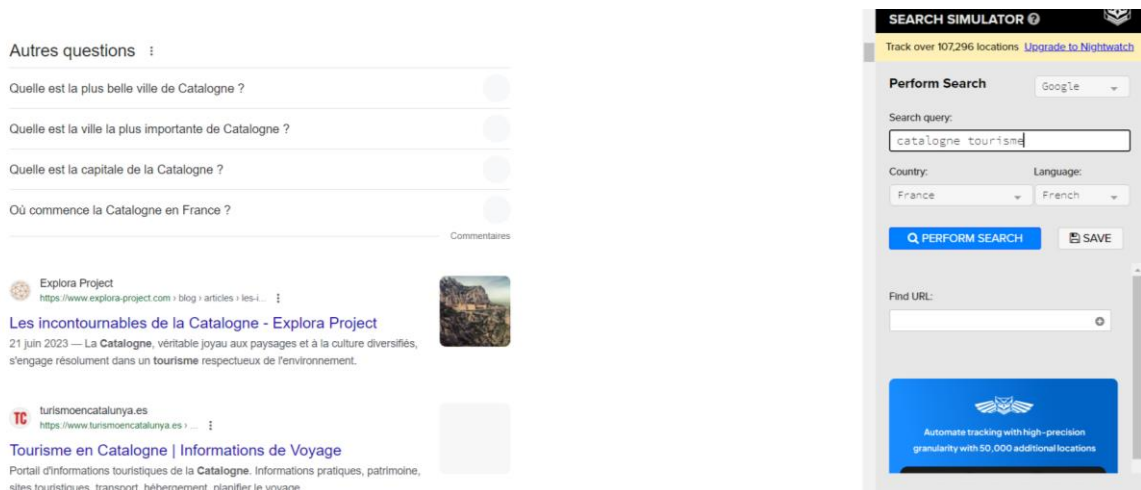 Autres questions
Quelle est la plus belle ville de Catalogne ?
Quelle est la ville la plus importante de Catalogne ?
Quelle est la capitale de la Catalogne ?
Où commence la Catalogne en France ?
Commentaires
Explora Project
https://www.explora-project.com › blog › articles › les-i...
Les incontournables de la Catalogne - Explora Project
21 juin 2023 — La Catalogne, véritable joyau aux paysages et à la culture diversifiés,
s'engage résolument dans un tourisme respectueux de l'environnement.
TC
turismoencatalunya.es
https://www.turismoencatalunya.es › ...
Tourisme en Catalogne | Informations de Voyage
Portail d'informations touristiques de la Catalogne. Informations pratiques, patrimoine,
sites touristiques, transport, hébergement, planifier le voyage
SEARCH SIMULATOR
Track over 107,296 locations Upgrade to Nightwatch
Perform Search
Google
Search query:
catalogne tourisme
Country:
Language:
France
French
PERFORM SEARCH
SAVE
Find URL:
Automate tracking with high-precision
granularity with 50,000 additional locations